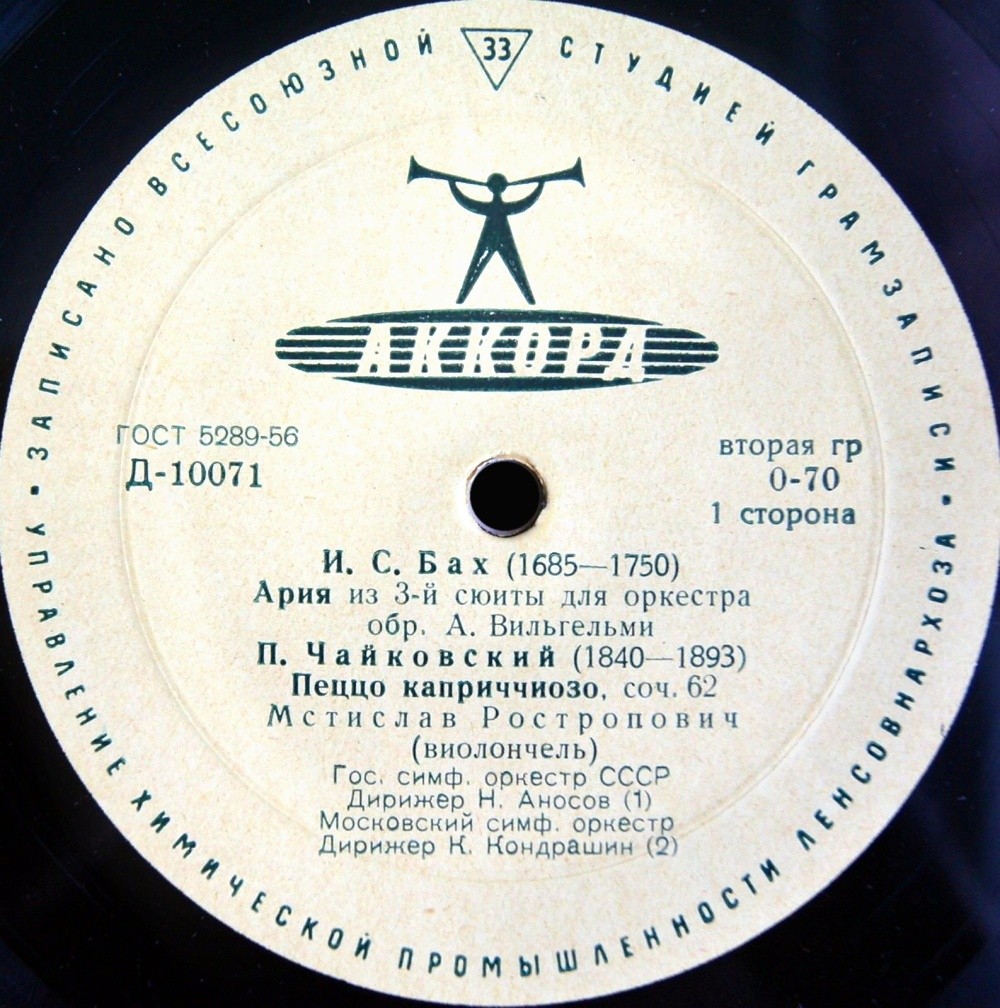 ЗАПИСАНО ВСЕСОЮЗНОЙ 33 СТУДИЕЙ ГРАМЗАПИСИ
АККОРД
ГОСТ 5289-56
Д-10071
вторая гр
0-70
1 сторона
И. С. Бах (1685—1750)
Ария из 3-й сюиты для оркестра
обр. А. Вильгельми
П. Чайковский (1840—1893)
Пеццо каприччиозо, соч. 62
Мстислав Ростропович
(виолончель)
Гос. симф. оркестр СССР
Дирижер Н. Аносов (1)
Московский симф. оркестр
Дирижер К. Кондрашин (2)
• УПРАВЛЕНИЕ ХИМИЧЕСКОЙ ПРОМЫШЛЕННОСТИ ЛЕНСОВНАРХОЗА •